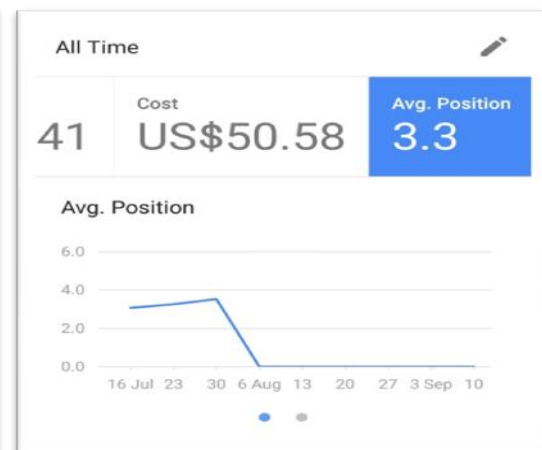 All Time
Cost Avg. Position
41 US$50.58 3.3
Avg. Position
6.0
4.0
2.0
0.0
16 Jul 23 30 6 Aug 13 20 27 3 Sep 10